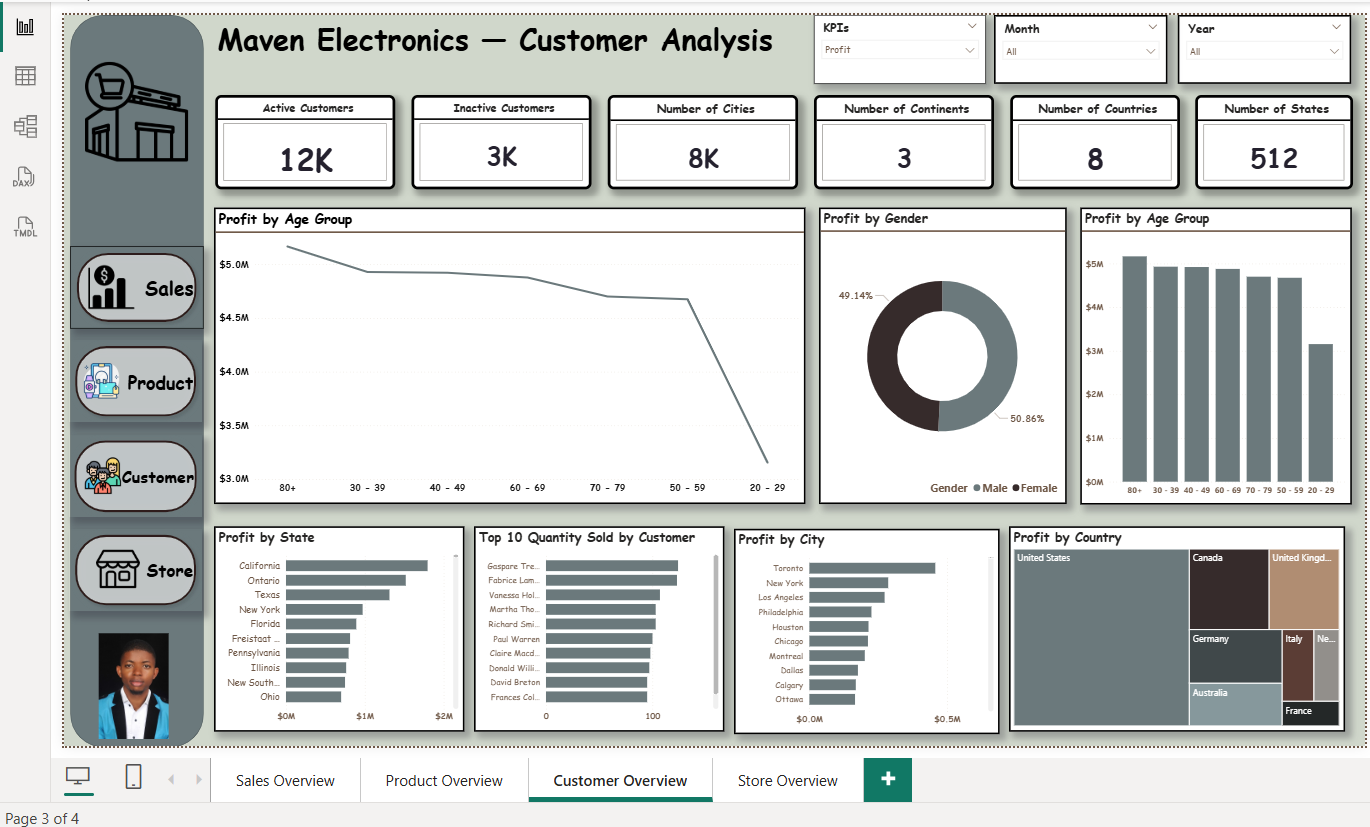 Maven Electronics — Customer Analysis
KPIs
Profit
Month
All
Year
All
Active Customers
12K
Inactive Customers
3K
Number of Cities
8K
Number of Continents
3
Number of Countries
8
Number of States
512
DAX
TMDL
Sales
Product
Customer
Store
Profit by Age Group
$5.0M
$4.5M
$4.0M
$3.5M
$3.0M
80+ 30 - 39 40 - 49 60 - 69 70 - 79 50 - 59 20 - 29
Profit by Gender
49.14%
50.86%
Gender Male Female
Profit by Age Group
$5M
$4M
$3M
$2M
$1M
$0M
80+ 30 - 39 40 - 49 60 - 69 70 - 79 50 - 59 20 - 29
Profit by State
California
Ontario
Texas
New York
Florida
Freistaat ...
Pennsylvania
Illinois
New South...
Ohio
$0M $1M $2M
Top 10 Quantity Sold by Customer
Gaspare Tre...
Fabrice Lam...
Vanessa Hol...
Martha Tho...
Richard Smi...
Paul Warren
Claire Macd...
Donald Willi...
David Breton
Frances Col...
0 100
Profit by City
Toronto
New York
Los Angeles
Philadelphia
Houston
Chicago
Montreal
Dallas
Calgary
Ottawa
$0.0M $0.5M
Profit by Country
United States
Canada
United Kingd...
Germany
Italy
Ne...
Australia
France
Sales Overview
Product Overview
Customer Overview
Store Overview
+
Page 3 of 4